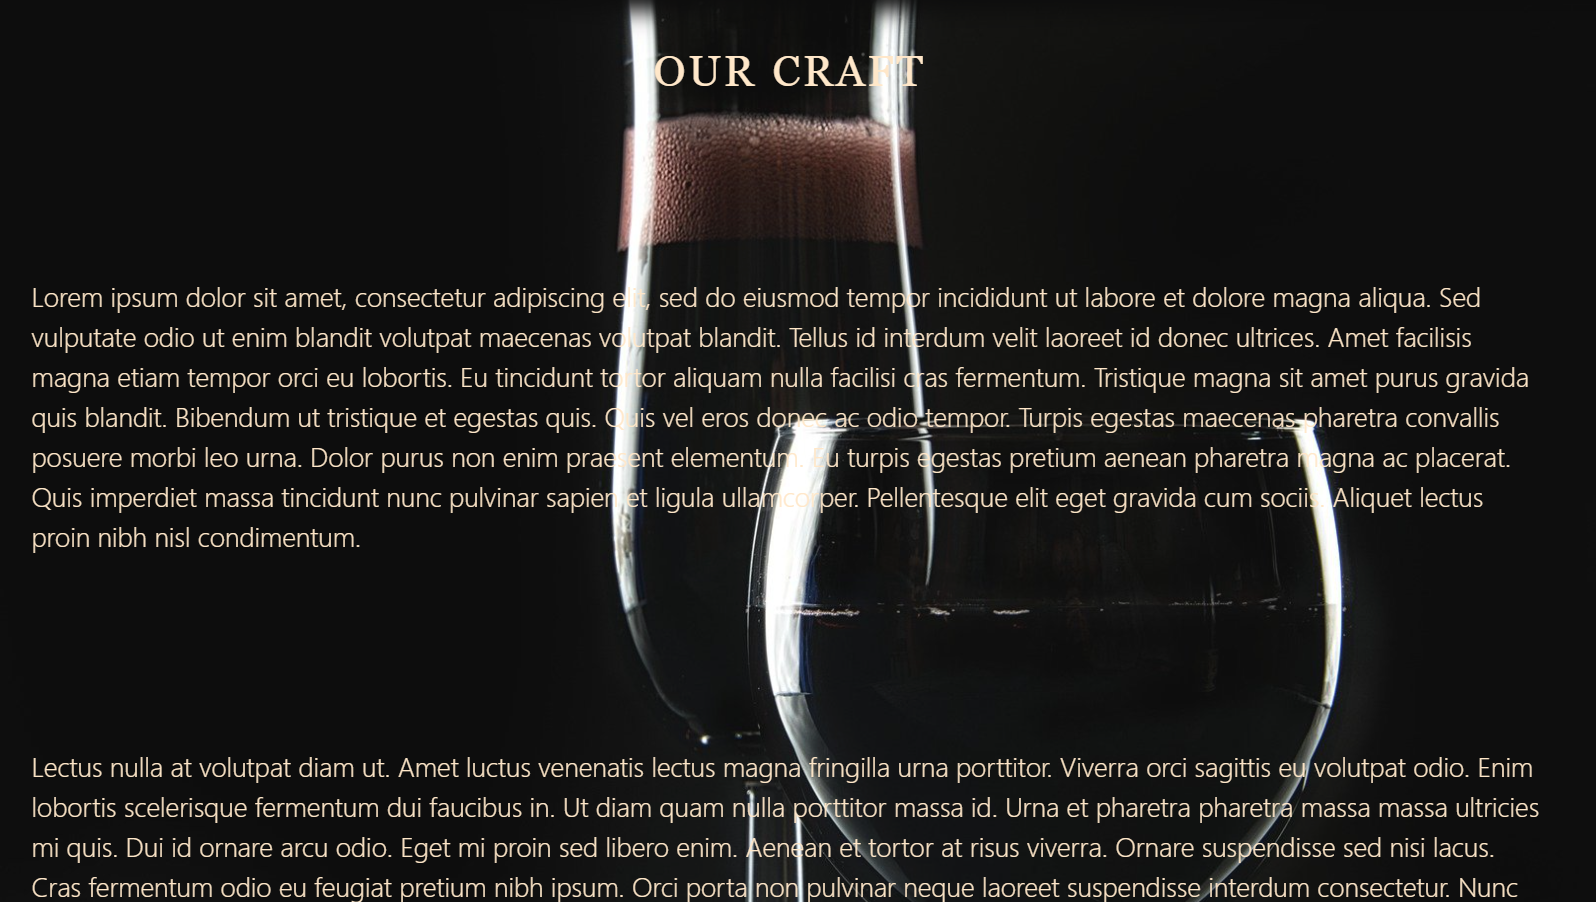 OUR CRAFT
Lorem ipsum dolor sit amet, consectetur adipiscing elit, sed do eiusmod tempor incididunt ut labore et dolore magna aliqua. Sed
vulputate odio ut enim blandit volutpat maecenas volutpat blandit. Tellus id interdum velit laoreet id donec ultrices. Amet facilisis
magna etiam tempor orci eu lobortis. Eu tincidunt tortor aliquam nulla facilisi cras fermentum. Tristique magna sit amet purus gravida
quis blandit. Bibendum ut tristique et egestas quis. Quis vel eros donec ac odio tempor. Turpis egestas maecenas pharetra convallis
posuere morbi leo urna. Dolor purus non enim praesent elementum. Eu turpis egestas pretium aenean pharetra magna ac placerat.
Quis imperdiet massa tincidunt nunc pulvinar sapien et ligula ullamcorper. Pellentesque elit eget gravida cum sociis. Aliquet lectus
proin nibh nisl condimentum.
Lectus nulla at volutpat diam ut. Amet luctus venenatis lectus magna fringilla urna porttitor. Viverra orci sagittis eu volutpat odio. Enim
lobortis scelerisque fermentum dui faucibus in. Ut diam quam nulla porttitor massa id. Urna et pharetra pharetra massa massa ultricies
mi quis. Dui id ornare arcu odio. Eget mi proin sed libero enim. Aenean et tortor at risus viverra. Ornare suspendisse sed nisi lacus.
Cras fermentum odio eu feugiat pretium nibh ipsum. Orci porta non pulvinar neque laoreet suspendisse interdum consectetur. Nunc